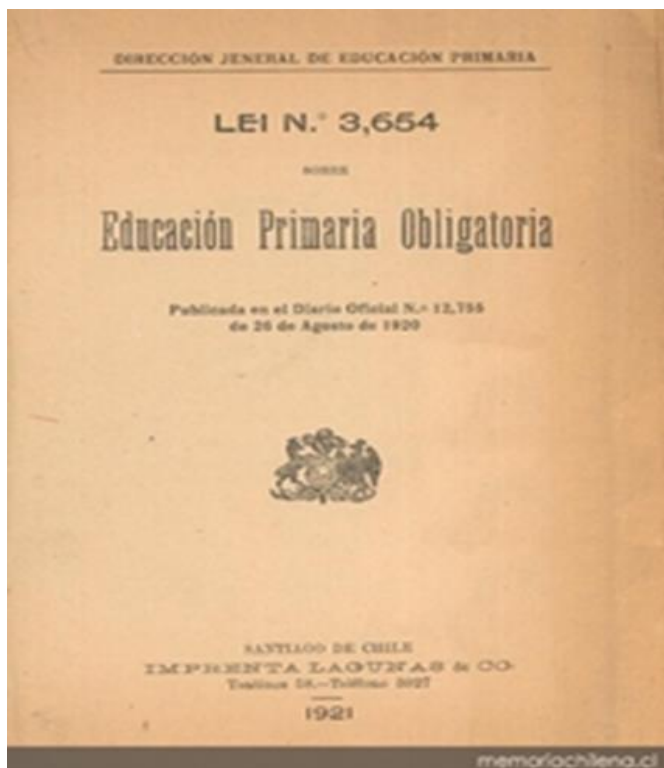 DIRECCIÓN JENERAL DE EDUCACIÓN PRIMARIA
LEI N.° 3,654
SOBRE
Educación Primaria Obligatoria
Publicada en el Diario Oficial N.° 12,755
de 26 de Agosto de 1920
SANTIAGO DE CHILE
IMPRENTA LAGUNAS & CO
Teléfono
1921
memoriachilena.cl